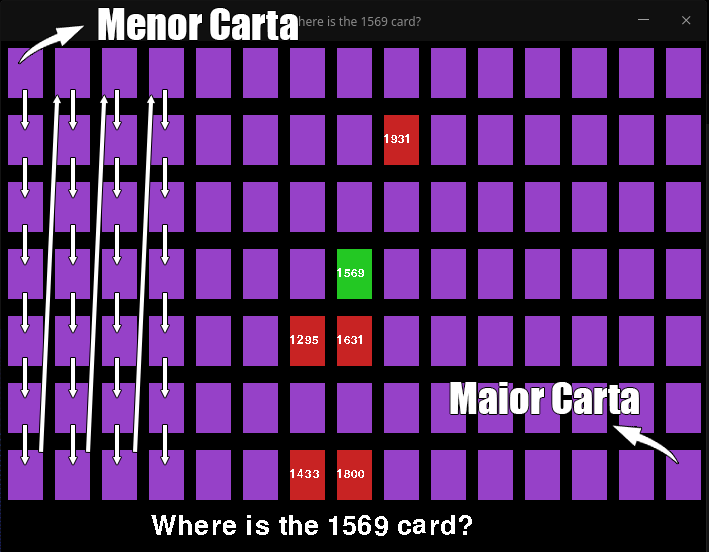 Menor Carta
here is the 1569 card?
1931
1569
1295 1631
Maior Carta
1433 1800
Where is the 1569 card?